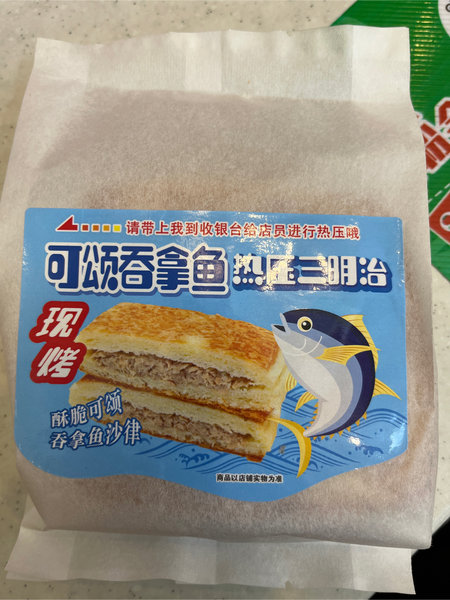 请带上我到收银台给店员进行热压哦
可颂吞拿鱼热压三明治
现烤
酥脆可颂
吞拿鱼沙律
商品以店铺实物为准